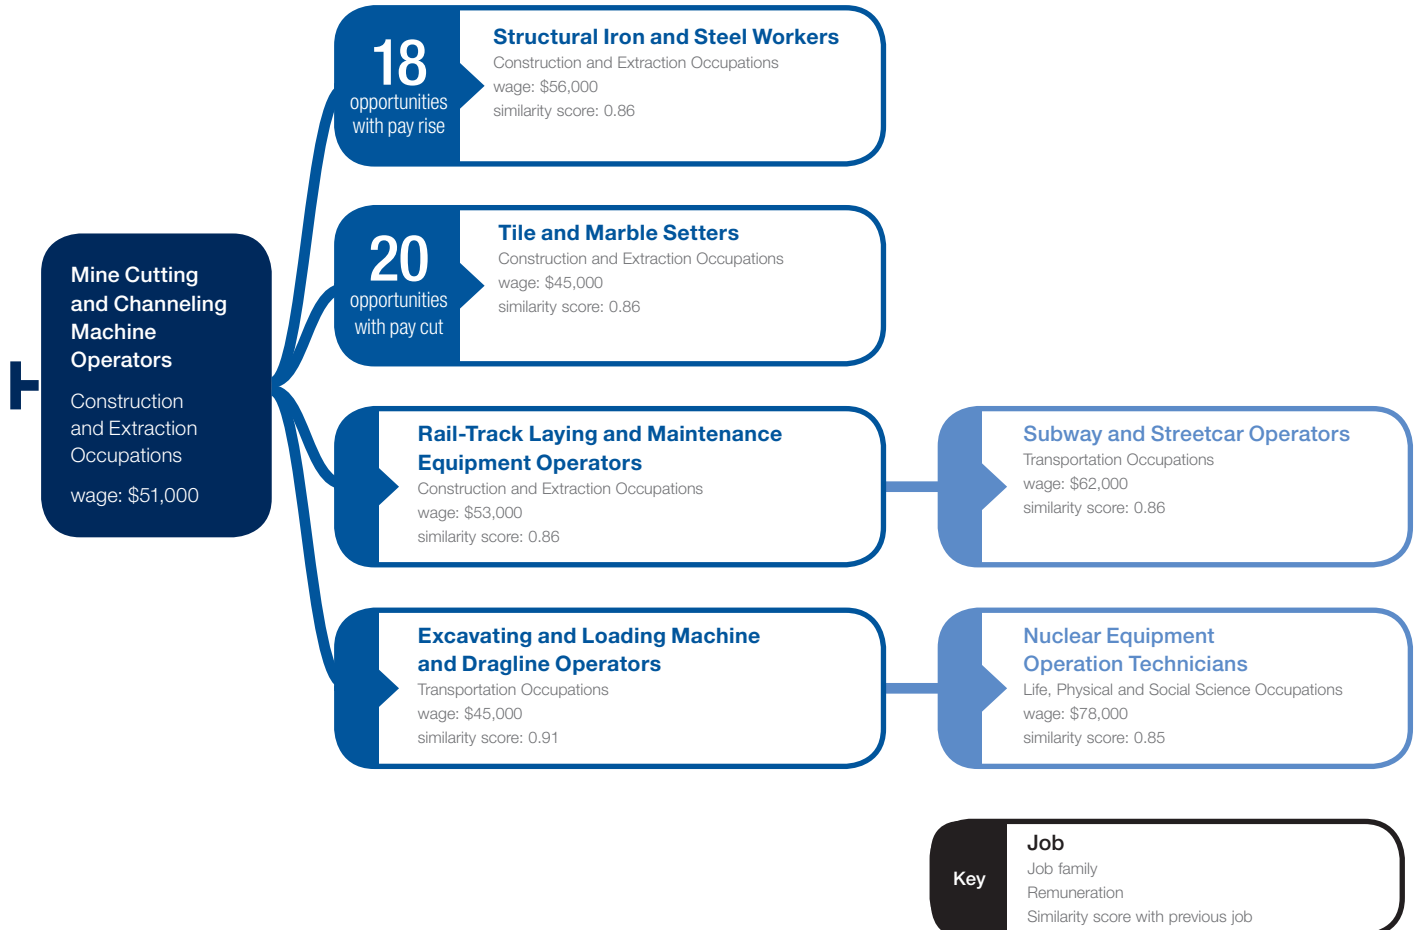 18
opportunities
with pay rise
Structural Iron and Steel Workers
Construction and Extraction Occupations
wage: $56,000
similarity score: 0.86
20
opportunities
with pay cut
Tile and Marble Setters
Construction and Extraction Occupations
wage: $45,000
similarity score: 0.86
Mine Cutting
and Channeling
Machine
Operators
Construction
and Extraction
Occupations
wage: $51,000
Rail-Track Laying and Maintenance
Equipment Operators
Construction and Extraction Occupations
wage: $53,000
similarity score: 0.86
Subway and Streetcar Operators
Transportation Occupations
wage: $62,000
similarity score: 0.86
Excavating and Loading Machine
and Dragline Operators
Transportation Occupations
wage: $45,000
similarity score: 0.91
Nuclear Equipment
Operation Technicians
Life, Physical and Social Science Occupations
wage: $78,000
similarity score: 0.85
Key
Job
Job family
Remuneration
Similarity score with previous job